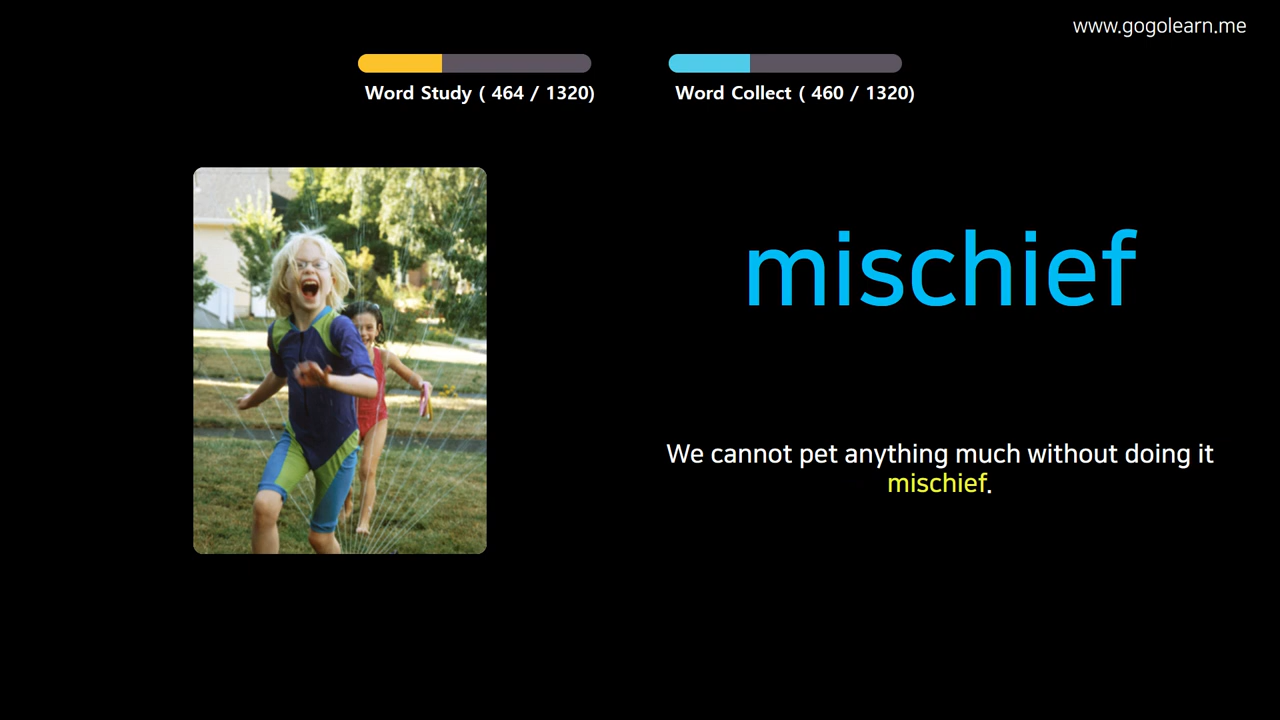 www.gogolearn.me
Word Study ( 464 / 1320)
Word Collect ( 460 / 1320)
mischief
We cannot pet anything much without doing it
mischief.